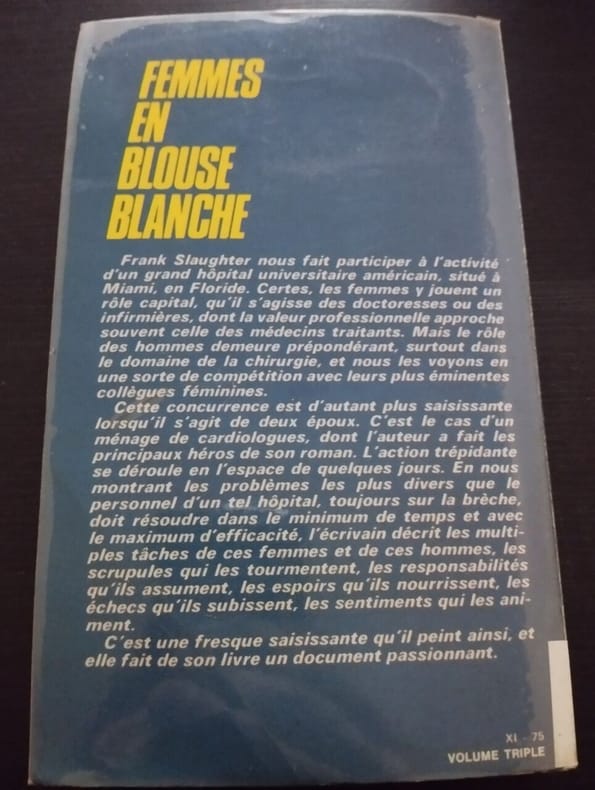 FEMMES
EN
BLOUSE
BLANCHE
Frank Slaughter nous fait participer à l'activité
d'un grand hôpital universitaire américain, situé à
Miami, en Floride. Certes, les femmes y jouent un
rôle capital, qu'il s'agisse des doctoresses ou des
infirmières, dont la valeur professionnelle approche
souvent celle des médecins traitants. Mais le rôle
des hommes demeure prépondérant, surtout dans
le domaine de la chirurgie, et nous les voyons en
une sorte de compétition avec leurs plus éminentes
collègues féminines.
Cette concurrence est d'autant plus saisissante
lorsqu'il s'agit de deux époux. C'est le cas d'un
ménage de cardiologues, dont l'auteur a fait les
principaux héros de son roman. L'action trépidante
se déroule en l'espace de quelques jours. En nous
montrant les problèmes les plus divers que le
personnel d'un tel hôpital, toujours sur la brèche,
doit résoudre dans le minimum de temps et avec
le maximum d'efficacité, l'écrivain décrit les multi-
ples tâches de ces femmes et de ces hommes, les
scrupules qui les tourmentent, les responsabilités
qu'ils assument, les espoirs qu'ils nourrissent, les
échecs qu'ils subissent, les sentiments qui les ani-
ment.
C'est une fresque saisissante qu'il peint ainsi, et
elle fait de son livre un document passionnant.
XI - 75
VOLUME TRIPLE